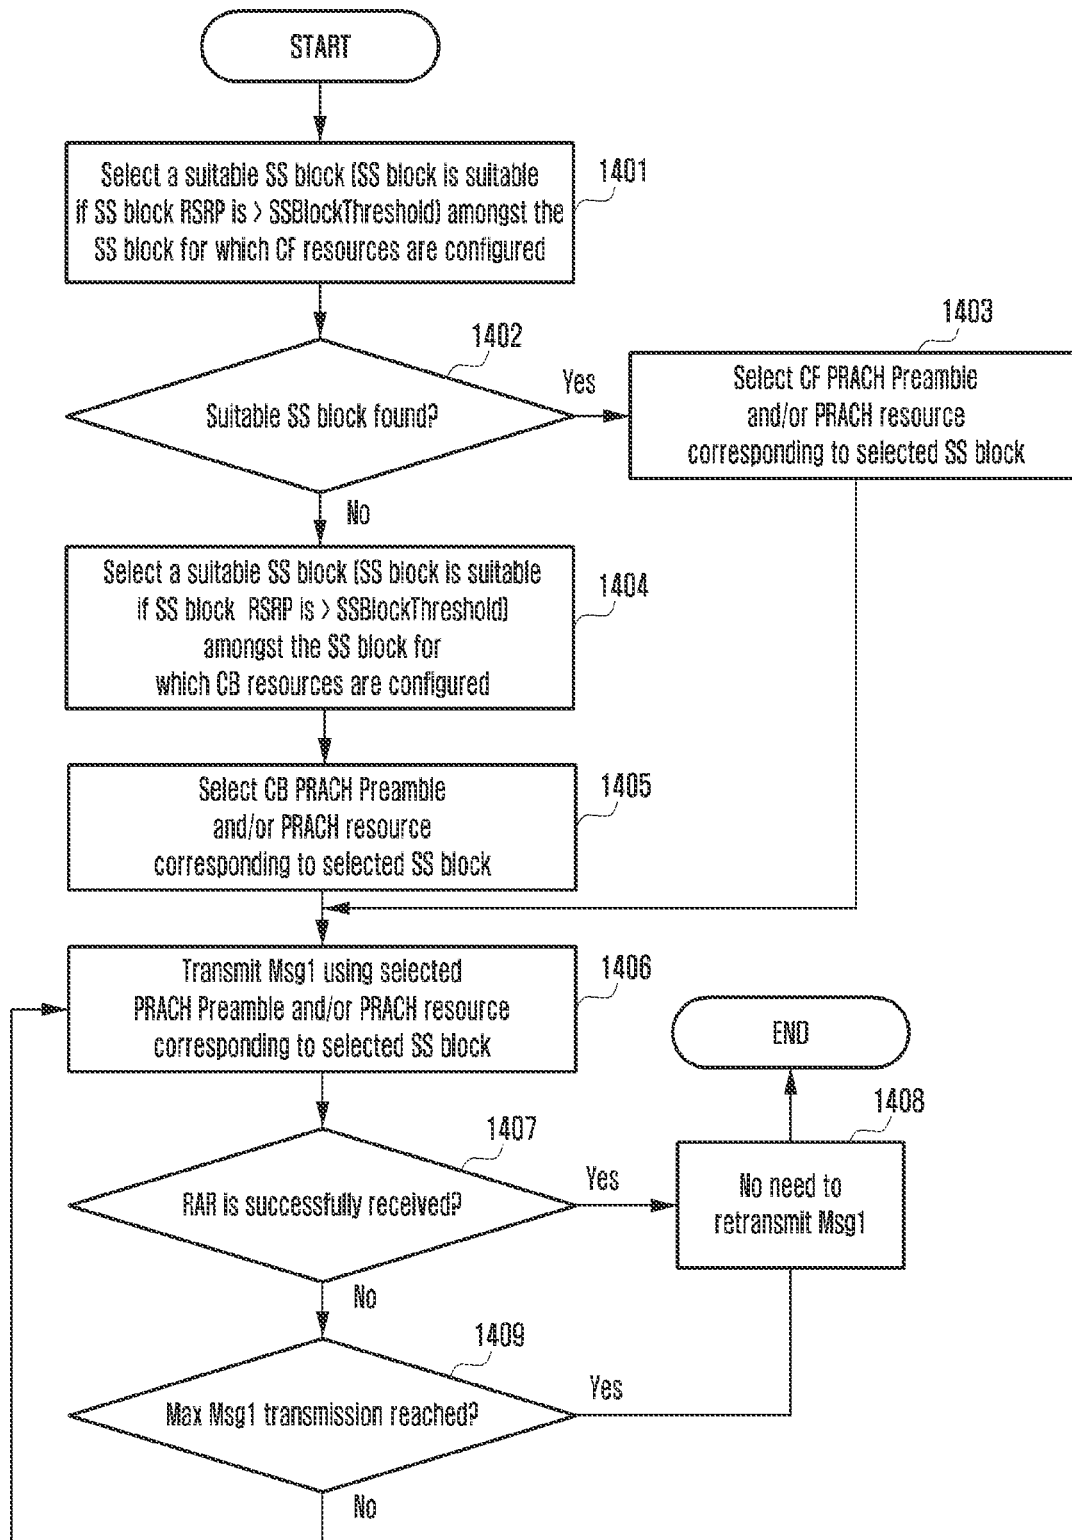 START
Select a suitable SS block (SS block is suitable
if SS block RSRP is > SSBlockThreshold) amongst the
SS block for which CF resources are configured
1401
1402
Suitable SS block found?
Yes
No
1403
Select CF PRACH Preamble
and/or PRACH resource
corresponding to selected SS block
Select a suitable SS block (SS block is suitable
if SS block RSRP is > SSBlockThreshold)
amongst the SS block for
which CB resources are configured
1404
Select CB PRACH Preamble
and/or PRACH resource
corresponding to selected SS block
1405
Transmit Msg1 using selected
PRACH Preamble and/or PRACH resource
corresponding to selected SS block
1406
END
1407
RAR is successfully received?
Yes
No
1408
No need to
retransmit Msg1
1409
Max Msg1 transmission reached?
Yes
No